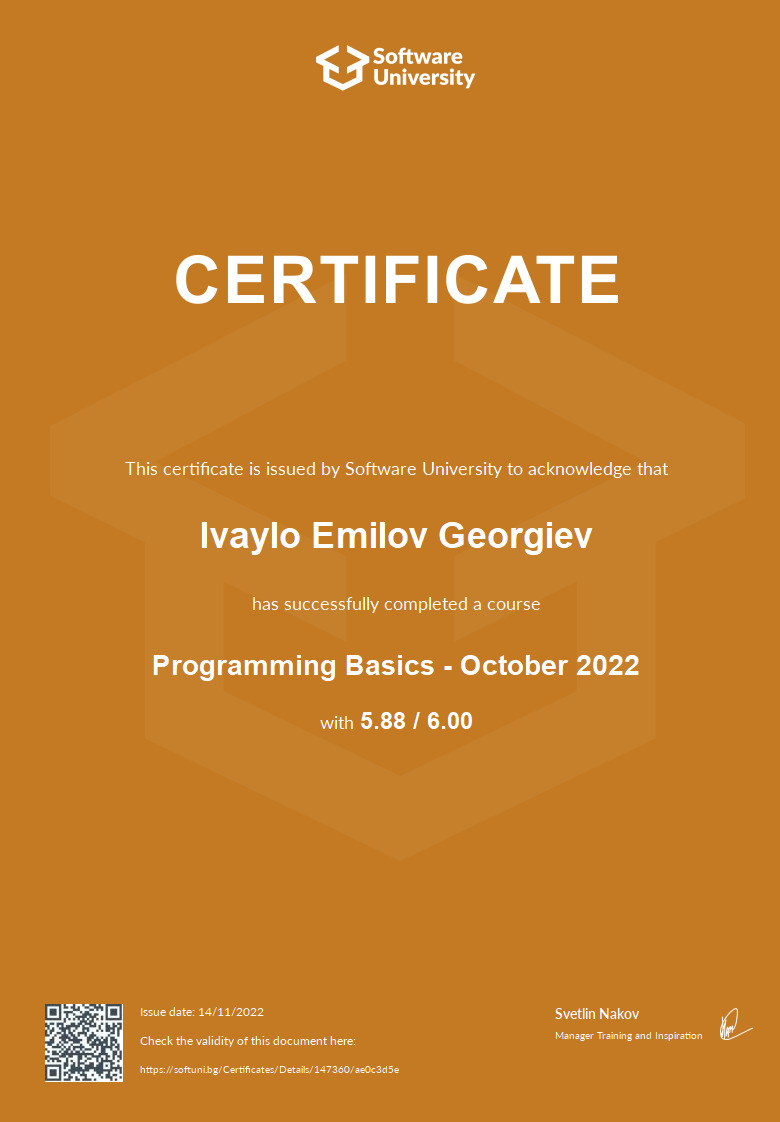 Software
University
CERTIFICATE
This certificate is issued by Software University to acknowledge that
Ivaylo Emilov Georgiev
has successfully completed a course
Programming Basics - October 2022
with 5.88 / 6.00
Issue date: 14/11/2022
Check the validity of this document here:
https://softuni.bg/Certificates/Details/147360/ae0c3d5e
Svetlin Nakov
Manager Training and Inspiration